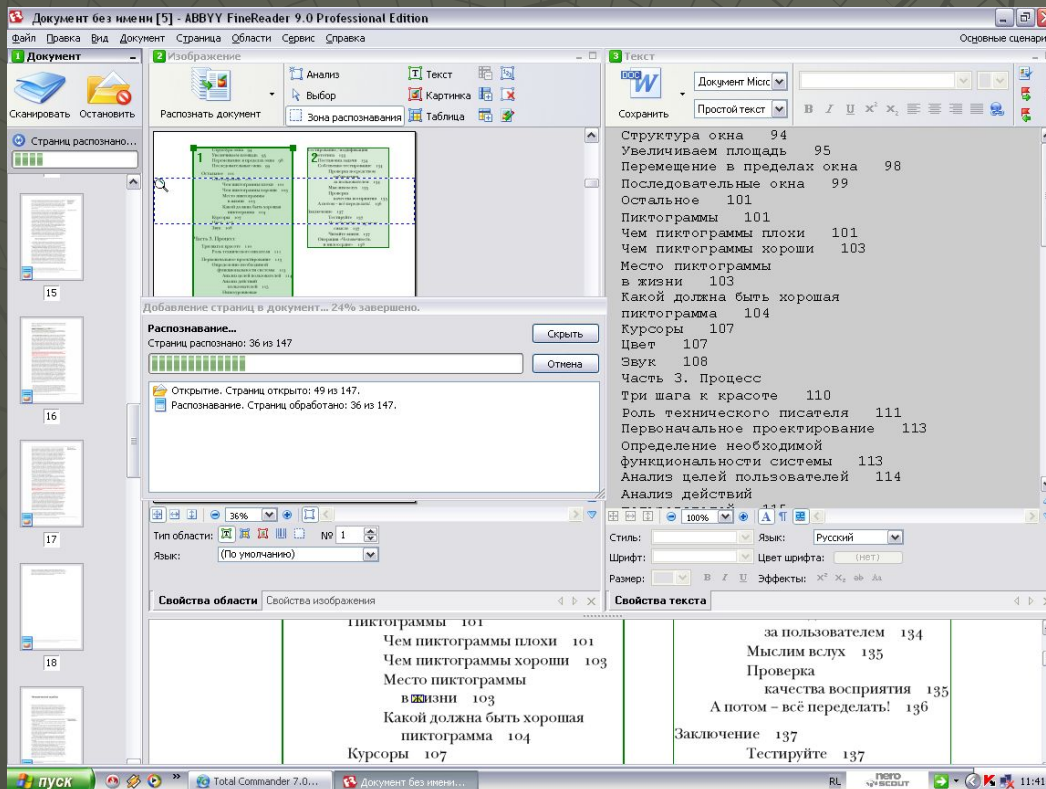 Документ без имени [5] - ABBYY FineReader 9.0 Professional Edition
Файл Правка Вид Документ Страница Области Сервис Справка
Основные сценари
1 Документ
2 Изображение
3 Текст
Сканировать Остановить
Распознать документ
Анализ
Выбор
Зона распознавания
Текст
Картинка
Таблица
Сохранить
Документ Micrc
Простой текст
Страниц распознано...
15
16
17
18
1
2
Часть 3. Процесс
Добавление страниц в документ... 24% завершено.
Распознавание...
Страниц распознано: 36 из 147
Скрыть
Отмена
Открытие. Страниц открыто: 49 из 147.
Распознавание. Страниц обработано: 36 из 147.
36%
Тип области:
№ 1
Язык: (По умолчанию)
Свойства области Свойства изображения
Структура окна 94
Увеличиваем площадь 95
Перемещение в пределах окна 98
Последовательные окна 99
Остальное 101
Пиктограммы 101
Чем пиктограммы плохи 101
Чем пиктограммы хороши 103
Место пиктограммы
в жизни 103
Какой должна быть хорошая
пиктограмма 104
Курсоры 107
Цвет 107
Звук 108
Часть 3. Процесс
Три шага к красоте 110
Роль технического писателя 111
Первоначальное проектирование 113
Определение необходимой
функциональности системы 113
Анализ целей пользователей 114
Анализ действий
100%
Стиль: Язык: Русский
Шрифт: Цвет шрифта: (нет)
Размер: Эффекты:
Свойства текста
Пиктограммы 101
Чем пиктограммы плохи 101
Чем пиктограммы хороши 103
Место пиктограммы
в жизни 103
Какой должна быть хорошая
пиктограмма 104
Курсоры 107
за пользователем 134
Мыслим вслух 135
Проверка
качества восприятия 135
А потом – всё переделать! 136
Заключение 137
Тестируйте 137
пуск
Total Commander 7.0...
Документ без имени...
RL
nero
SCOUT
11:41